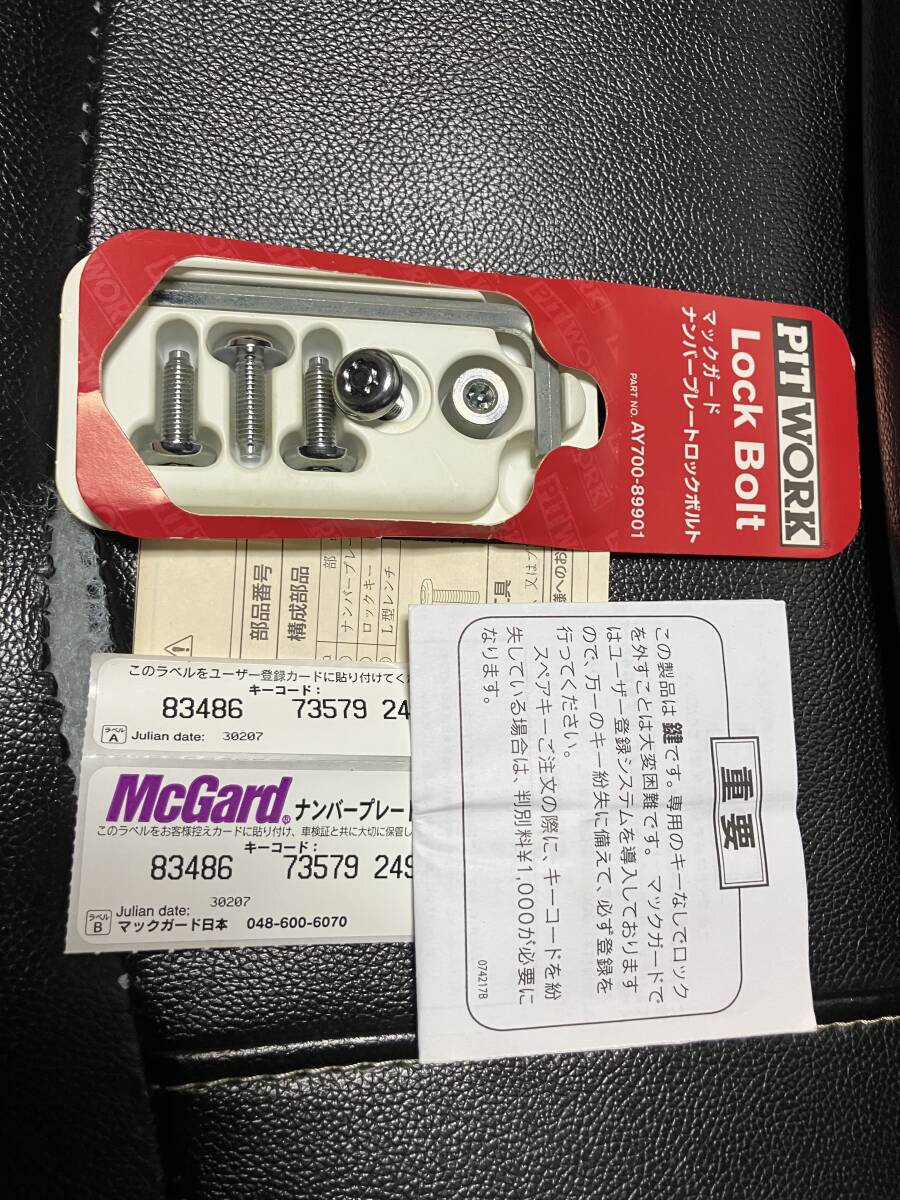 PIT WORK
Lock Bolt
マックガード
ナンバープレートロックボルト
PART NO. AY700-89901
部品番号
構成部品
部
ナンバープレ
ロックキー
L型レンチ
このラベルをユーザー登録カードに貼り付けてくだ
キーコード：
83486 73579 24
ラベル A
Julian date: 30207
McGard ナンバープレート
このラベルをお客様控えカードに貼り付け、車検証と共に大切に保管し
キーコード：
83486 73579 249
30207
ラベル B
Julian date:
マックガード日本 048-600-6070
重要
この製品は鍵です。専用のキーなしでロック
を外すことは大変困難です。マックガードで
はユーザー登録システムを導入しております
ので、万一のキー紛失に備えて、必ず登録を
行ってください。
スペアキーご注文の際に、キーコードを紛
失している場合は、判別料¥1,000が必要に
なります。
074217B